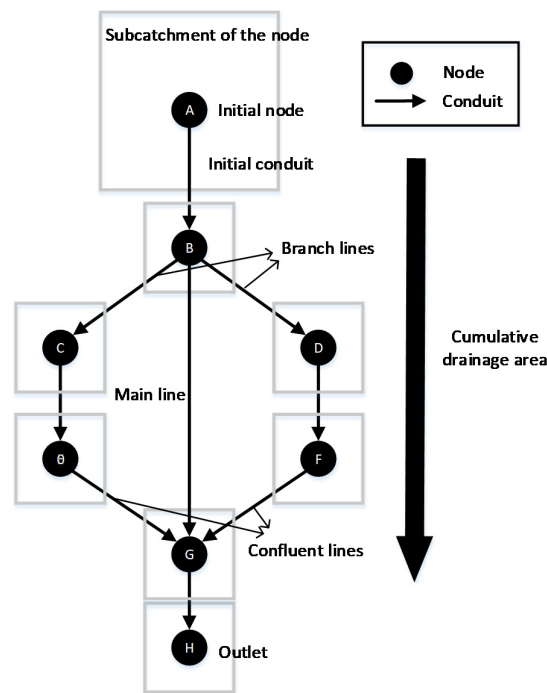 Subcatchment of the node
A
Initial node
Initial conduit
Node
Conduit
B
Branch lines
C
D
Main line
Cumulative
drainage area
θ
F
G
Confluent lines
H
Outlet